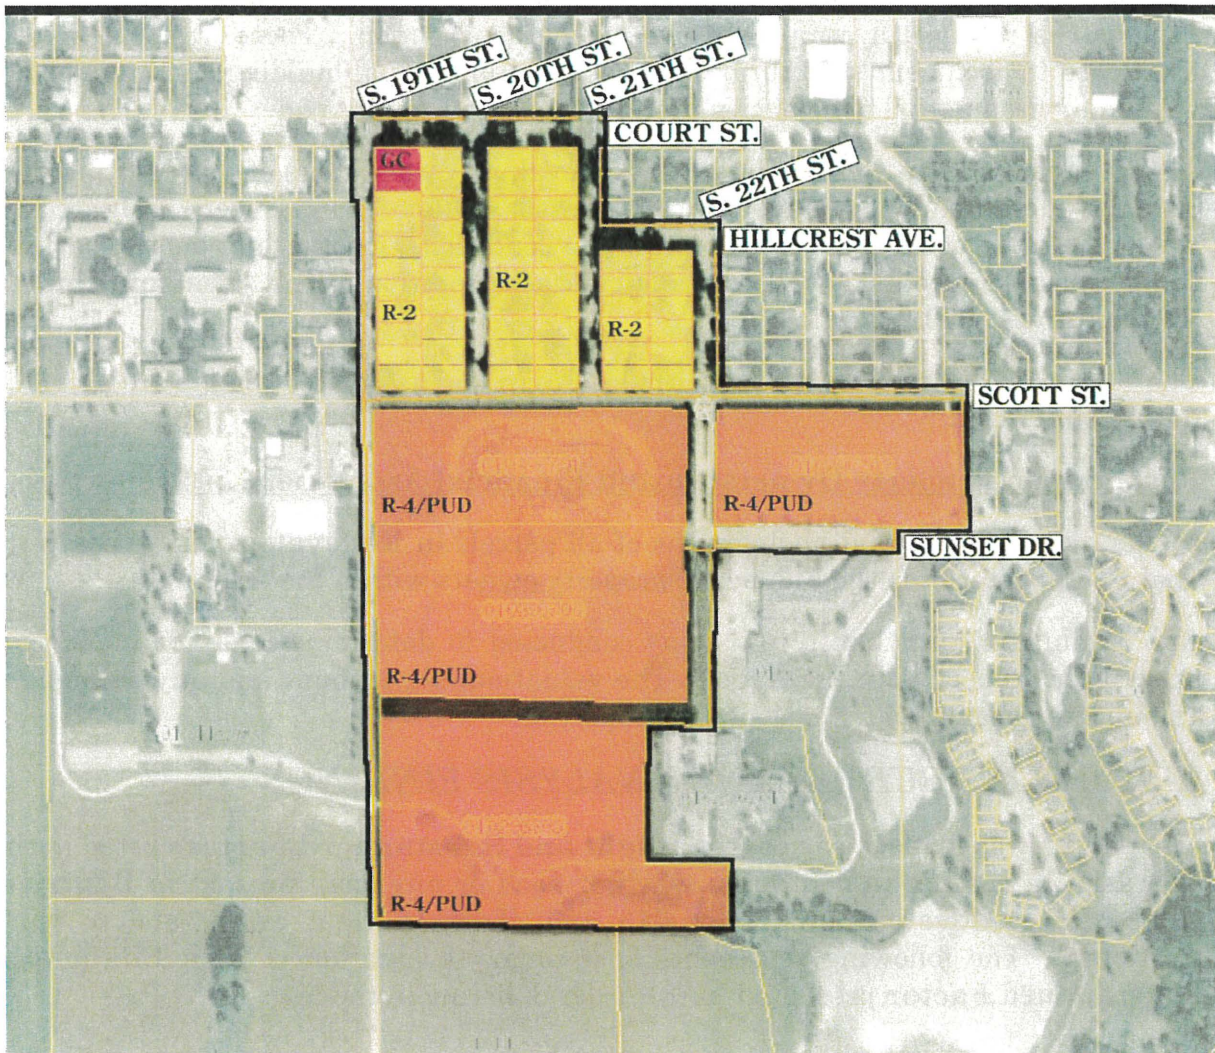 S. 19TH ST.
S. 20TH ST.
S. 21TH ST.
COURT ST.
GC
S. 22TH ST.
HILLCREST AVE.
R-2
R-2
R-2
SCOTT ST.
R-4/PUD
R-4/PUD
SUNSET DR.
R-4/PUD
R-4/PUD